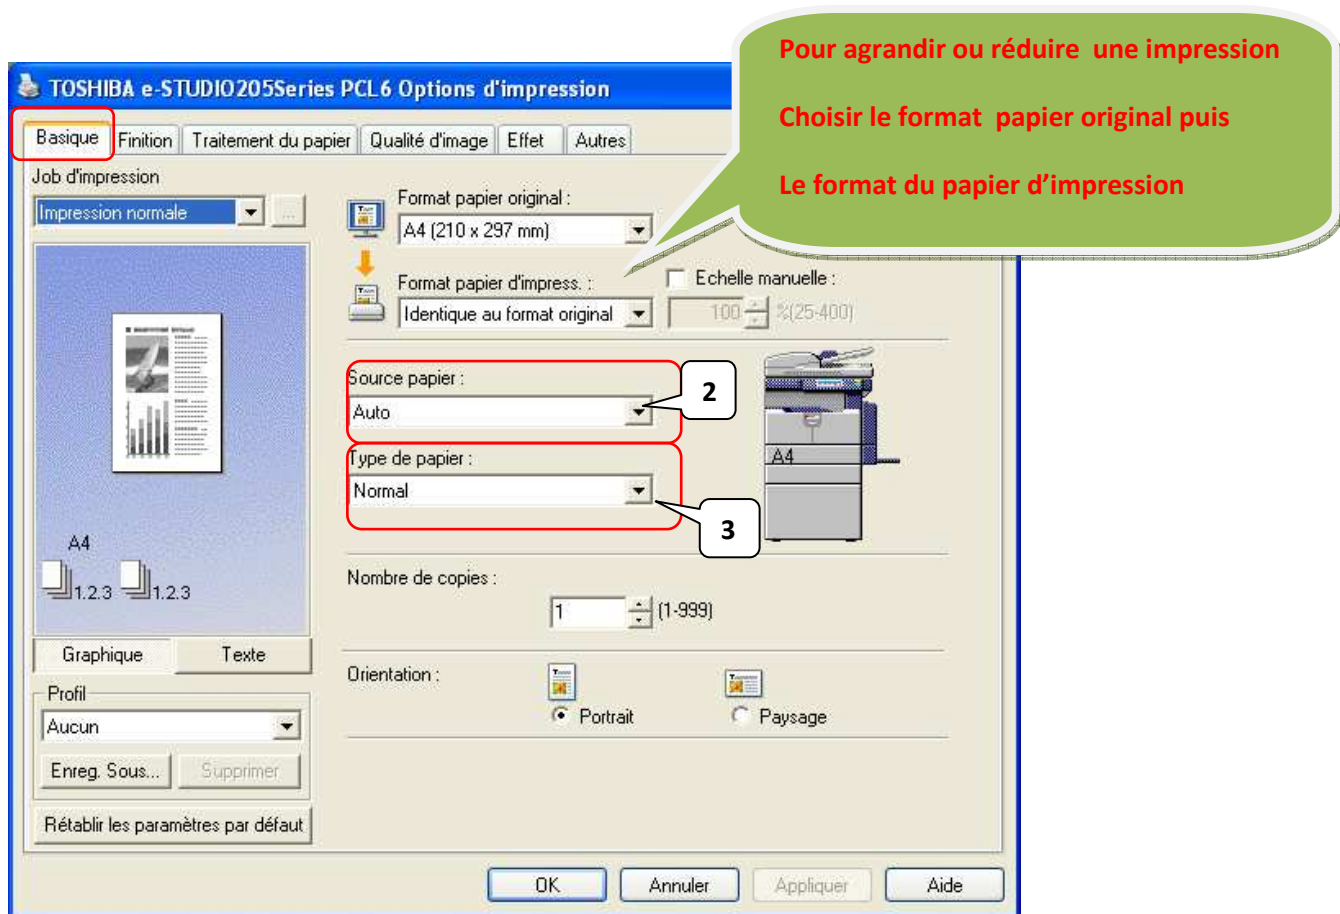 Pour agrandir ou réduire une impression
Choisir le format papier original puis
Le format du papier d’impression
TOSHIBA e-STUDIO205Series PCL6 Options d'impression
Basique Finition Traitement du papier Qualité d'image Effet Autres
Job d'impression
Impression normale ...
Format papier original :
A4 (210 x 297 mm)
Format papier d'impress. :
Identique au format original
Echelle manuelle :
100 %(25-400)
Source papier :
Auto
2
Type de papier :
Normal
3
A4
A4
1.2.3 1.2.3
Nombre de copies :
1 (1-999)
Graphique Texte
Orientation :
Portrait Paysage
Profil
Aucun
Enreg. Sous... Supprimer
Rétablir les paramètres par défaut
OK Annuler Appliquer Aide